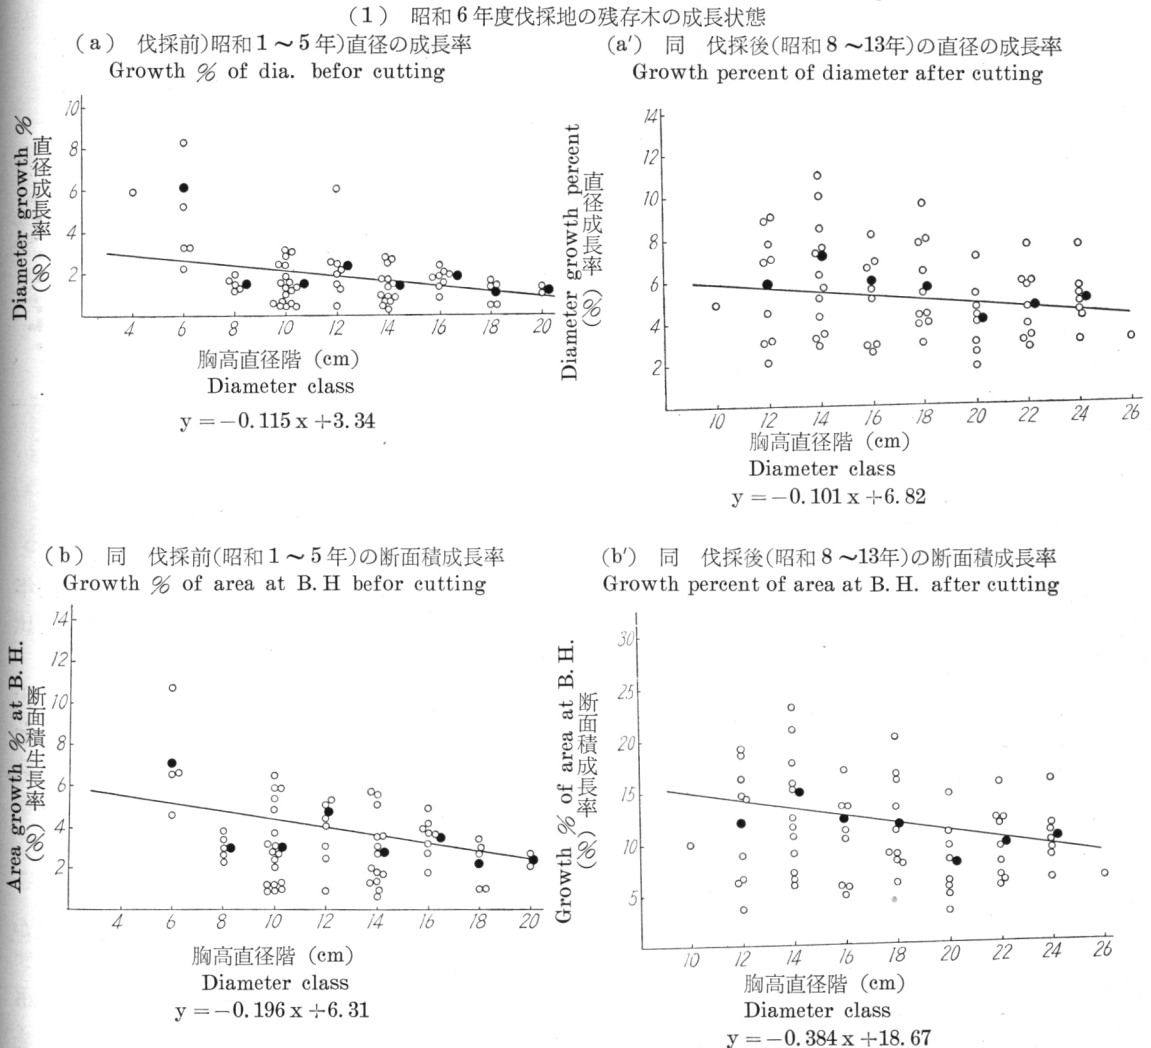 (1) 昭和6年度伐採地の残存木の成長状態
(a) 伐採前)昭和1～5年)直径の成長率
Growth % of dia. befor cutting
Diameter growth %
直径成長率 (%)
10
8
6
4
2
4 6 8 10 12 14 16 18 20
胸高直径階 (cm)
Diameter class
y=-0.115x+3.34
(a′) 同 伐採後(昭和8～13年)の直径の成長率
Growth percent of diameter after cutting
Diameter growth percent
直径成長率 (%)
14
12
10
8
6
4
2
10 12 14 16 18 20 22 24 26
胸高直径階 (cm)
Diameter class
y=-0.101x+6.82
(b) 同 伐採前(昭和1～5年)の断面積成長率
Growth % of area at B.H befor cutting
Area growth % at B.H.
断面積生長率 (%)
14
12
10
8
6
4
2
4 6 8 10 12 14 16 18 20
胸高直径階 (cm)
Diameter class
y=-0.196x+6.31
(b′) 同 伐採後(昭和8～13年)の断面積成長率
Growth percent of area at B.H. after cutting
Growth % of area at B.H.
断面積成長率 (%)
30
25
20
15
10
5
10 12 14 16 18 20 22 24 26
胸高直径階 (cm)
Diameter class
y=-0.384x+18.67